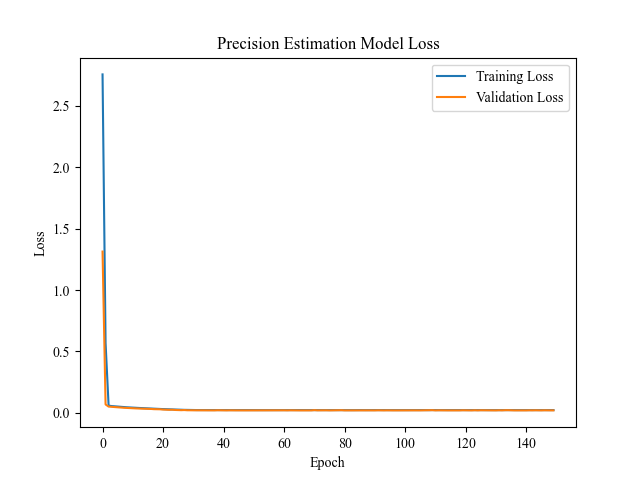 Precision Estimation Model Loss
Training Loss
Validation Loss
2.5
2.0
1.5
1.0
0.5
0.0
Loss
0 20 40 60 80 100 120 140
Epoch